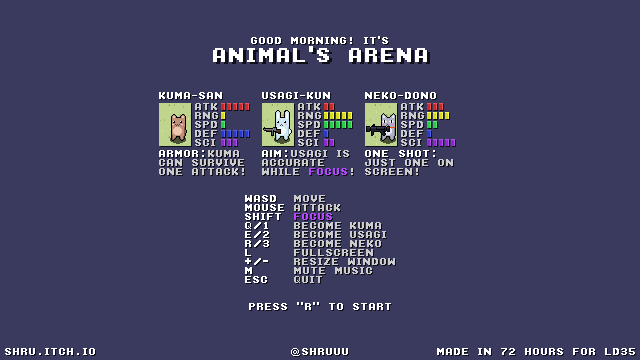 GOOD MORNING! IT'S
ANIMAL'S ARENA
KUMA-SAN
ATK
RNG
SPD
DEF
SCI
ARMOR:KUMA
CAN SURVIVE
ONE ATTACK!
USAGI-KUN
ATK
RNG
SPD
DEF
SCI
AIM:USAGI IS
ACCURATE
WHILE FOCUS!
NEKO-DONO
ATK
RNG
SPD
DEF
SCI
ONE SHOT:
JUST ONE ON
SCREEN!
WASD MOVE
MOUSE ATTACK
SHIFT FOCUS
Q/1 BECOME KUMA
E/2 BECOME USAGI
R/3 BECOME NEKO
L FULLSCREEN
+/- RESIZE WINDOW
M MUTE MUSIC
ESC QUIT
PRESS "R" TO START
SHRU.ITCH.IO
@SHRUUU
MADE IN 72 HOURS FOR LD35